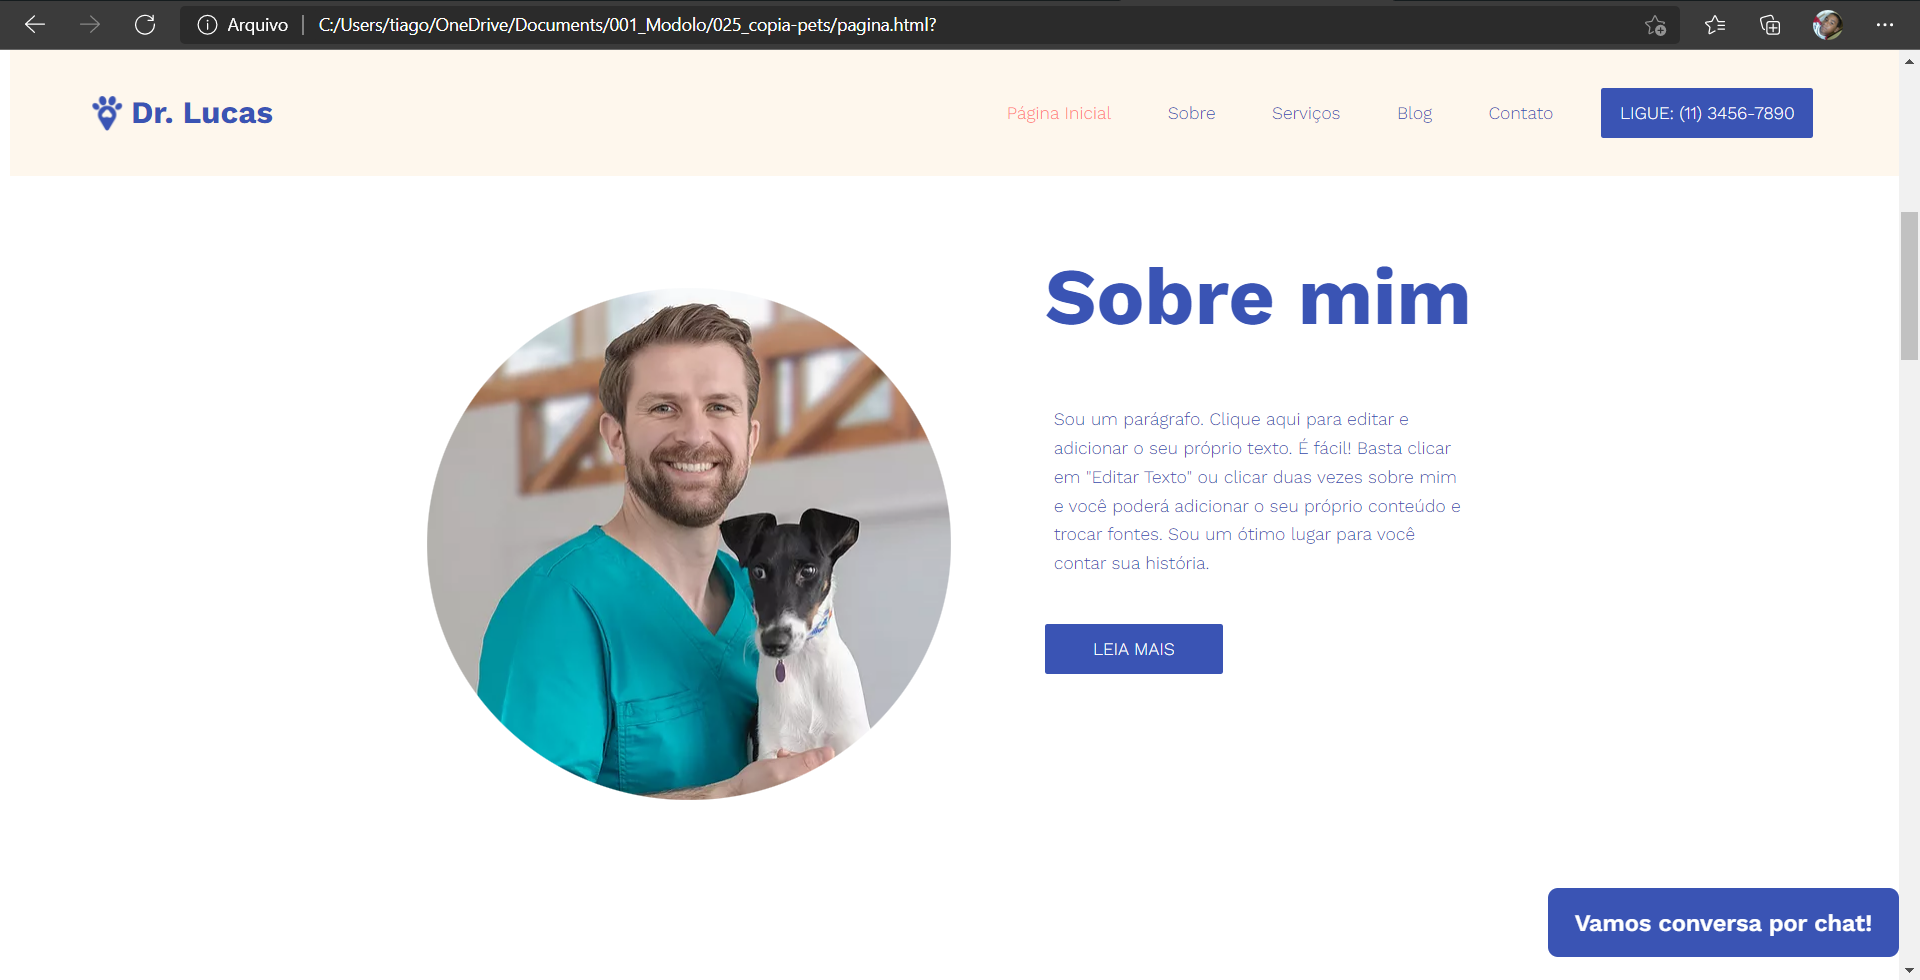 Arquivo C:/Users/tiago/OneDrive/Documents/001_Modolo/025_copia-pets/pagina.html?
Dr. Lucas
Página Inicial Sobre Serviços Blog Contato LIGUE: (11) 3456-7890
Sobre mim
Sou um parágrafo. Clique aqui para editar e
adicionar o seu próprio texto. É fácil! Basta clicar
em "Editar Texto" ou clicar duas vezes sobre mim
e você poderá adicionar o seu próprio conteúdo e
trocar fontes. Sou um ótimo lugar para você
contar sua história.
LEIA MAIS
Vamos conversa por chat!